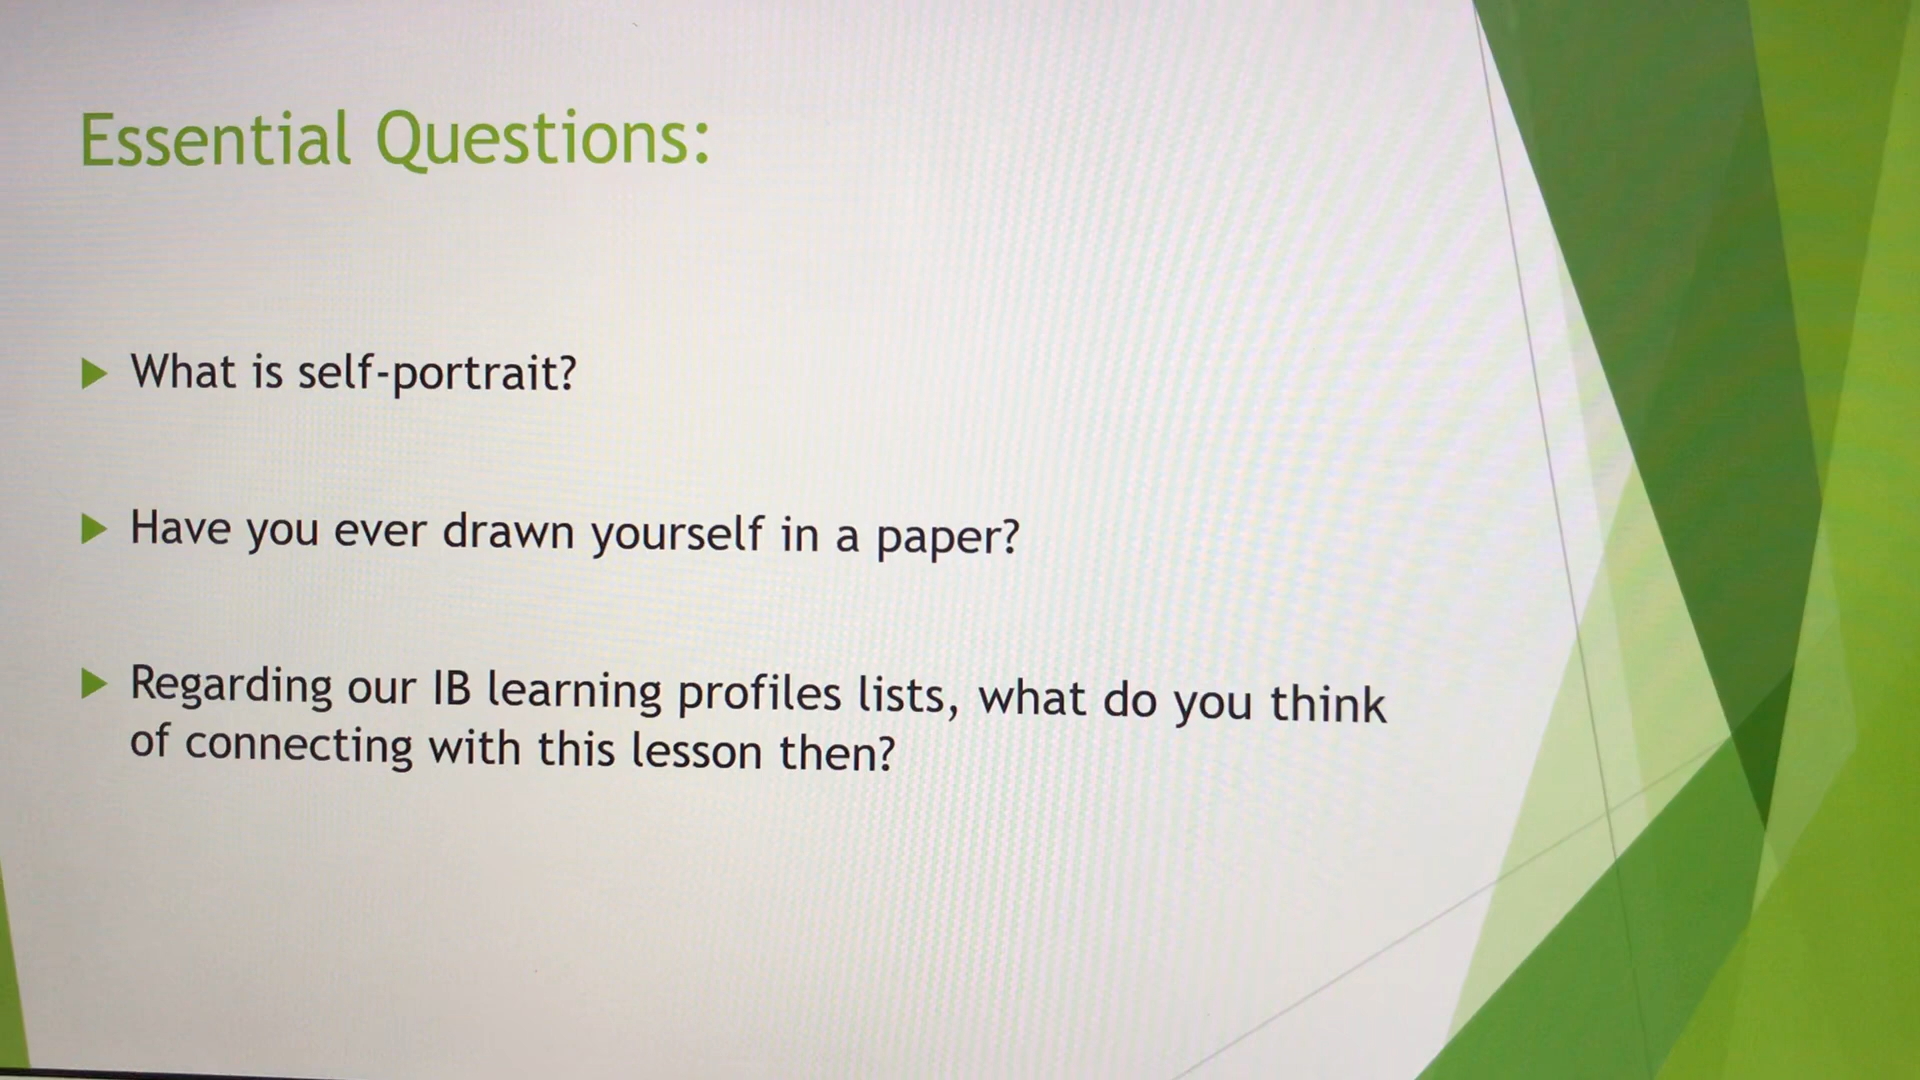 Essential Questions:
What is self-portrait?
Have you ever drawn yourself in a paper?
Regarding our IB learning profiles lists, what do you think
of connecting with this lesson then?